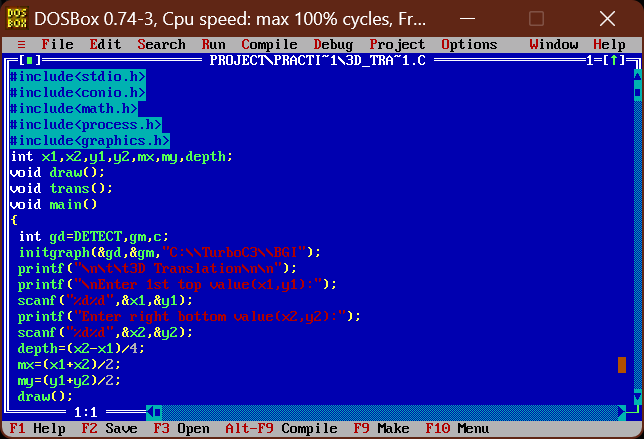 DOS BOX DOSBox 0.74-3, Cpu speed: max 100% cycles, Fr...
≡ File Edit Search Run Compile Debug Project Options Window Help
[■] PROJECT\PRACTI~1\3D_TRA~1.C 1=[↑]
#include<stdio.h>
#include<conio.h>
#include<math.h>
#include<process.h>
#include<graphics.h>
int x1,x2,y1,y2,mx,my,depth;
void draw();
void trans();
void main()
{
int gd=DETECT,gm,c;
initgraph(&gd,&gm,"C:\\TurboC3\\BGI");
printf("\n\t\t3D Translation\n\n");
printf("\nEnter 1st top value(x1,y1):");
scanf("%d%d",&x1,&y1);
printf("Enter right bottom value(x2,y2):");
scanf("%d%d",&x2,&y2);
depth=(x2-x1)/4;
mx=(x1+x2)/2;
my=(y1+y2)/2;
draw();
1:1
F1 Help F2 Save F3 Open Alt-F9 Compile F9 Make F10 Menu